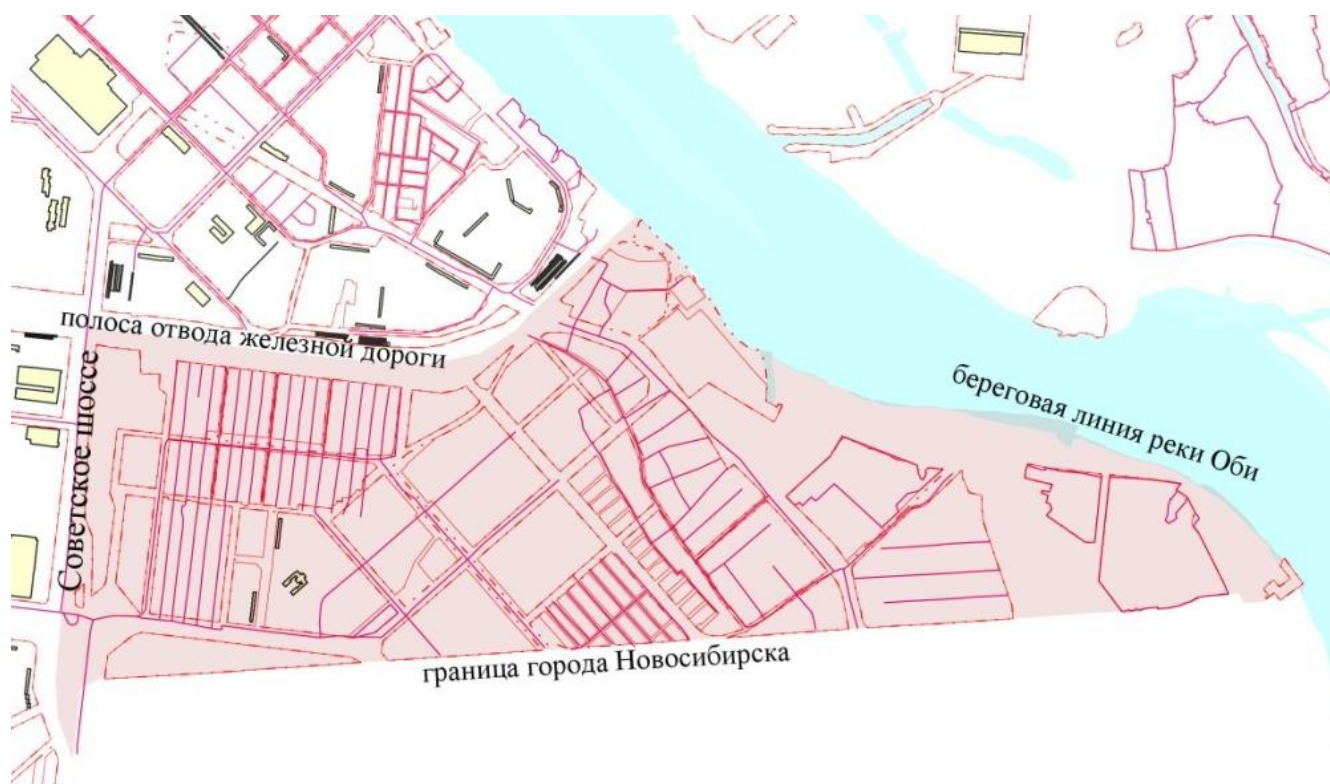 полоса отвода железной дороги
Советское шоссе
береговая линия реки Оби
граница города Новосибирска